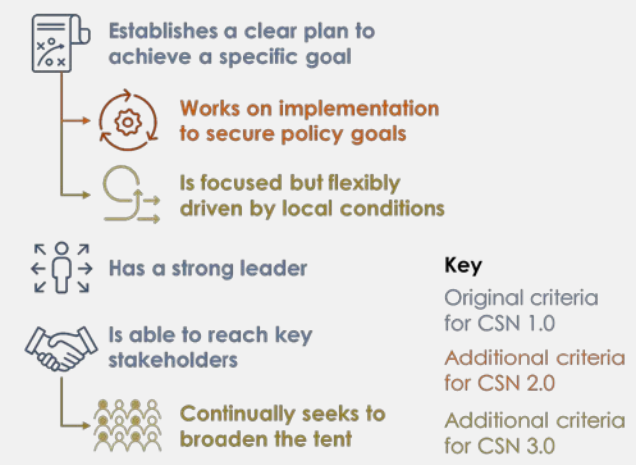 Establishes a clear plan to
achieve a specific goal
Works on implementation
to secure policy goals
Is focused but flexibly
driven by local conditions
Has a strong leader
Is able to reach key
stakeholders
Continually seeks to
broaden the tent
Key
Original criteria
for CSN 1.0
Additional criteria
for CSN 2.0
Additional criteria
for CSN 3.0